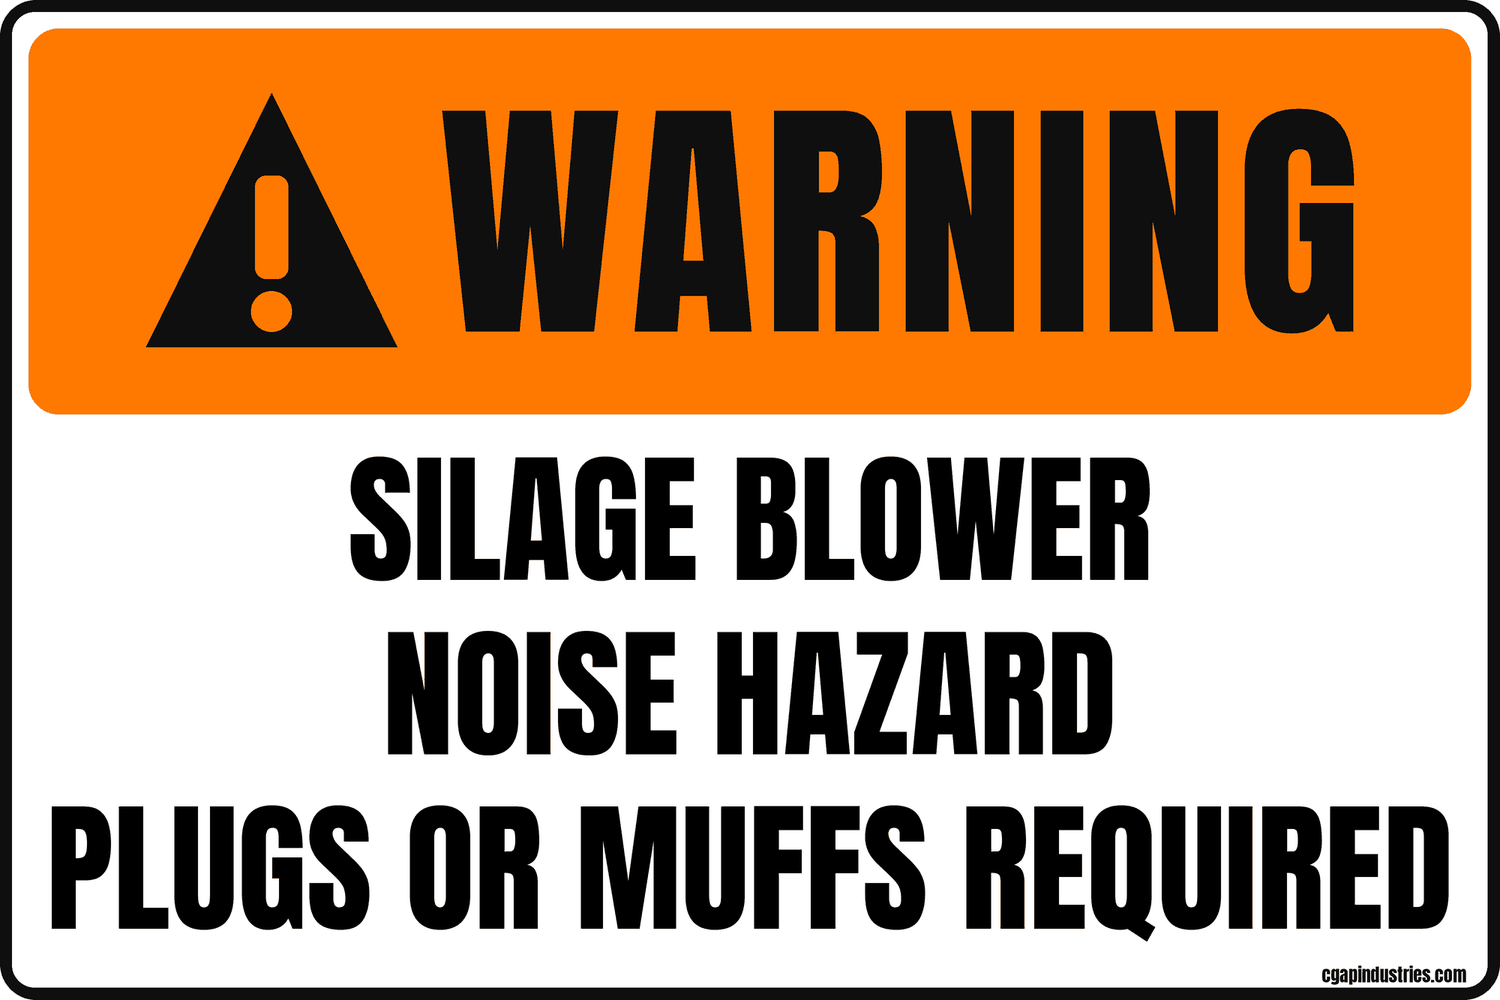 WARNING
SILAGE BLOWER
NOISE HAZARD
PLUGS OR MUFFS REQUIRED
cgapindustries.com